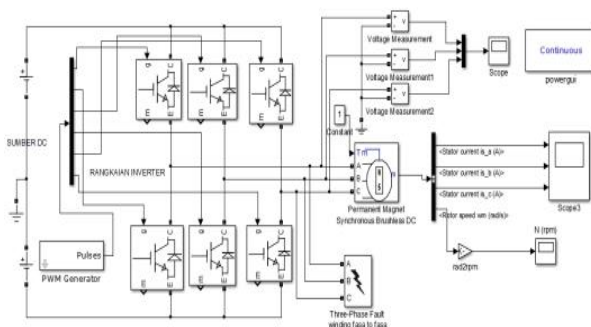 Voltage Measurement
Voltage Measurement1
Voltage Measurement2
Scope
Continuous
powergui
1
Constant
SUMBER DC
RANGKAIAN INVERTER
g
C
E
m
g
C
E
m
g
C
E
m
Tm
A
B
C
m
Permanent Magnet
Synchronous Brushless DC
<Stator current is_a (A)>
<Stator current is_b (A)>
<Stator current is_c (A)>
<Rotor speed wm (rad/s)>
Scope3
N (rpm)
rad2rpm
Pulses
PWM Generator
g
C
E
m
g
C
E
m
g
C
E
m
A
B
C
Three-Phase Fault
winding fasa to fasa